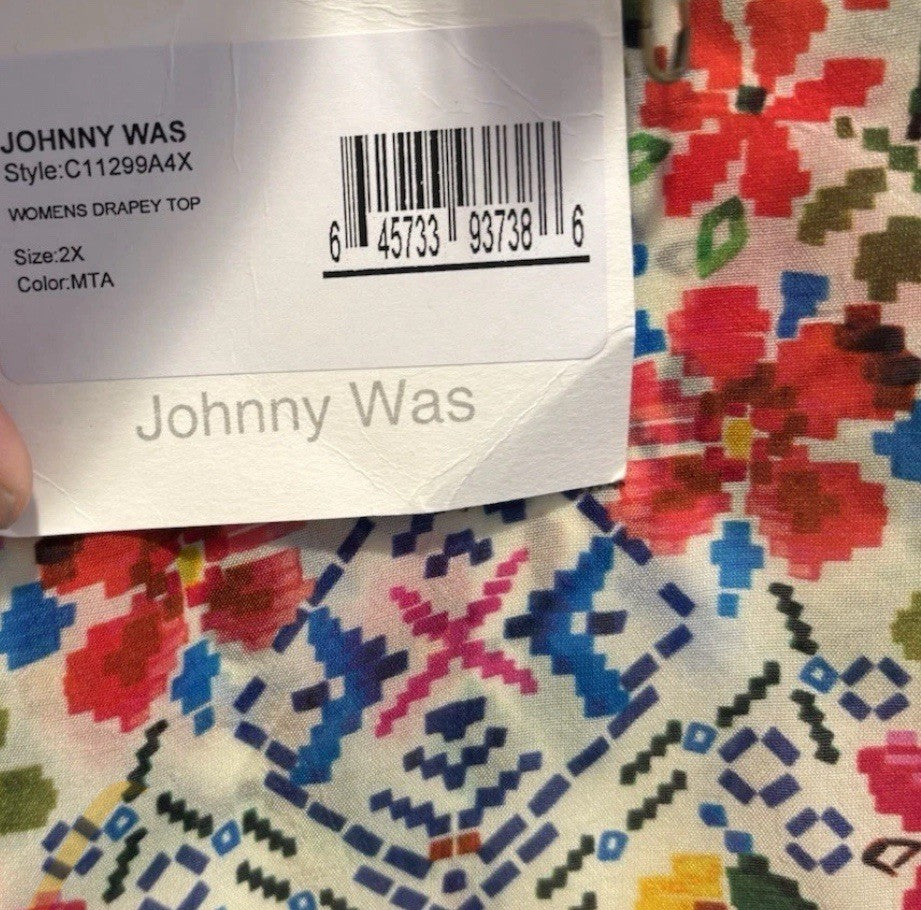 JOHNNY WAS
Style:C11299A4X
WOMENS DRAPEY TOP
Size:2X
Color:MTA
6 45733 93738 6
Johnny Was